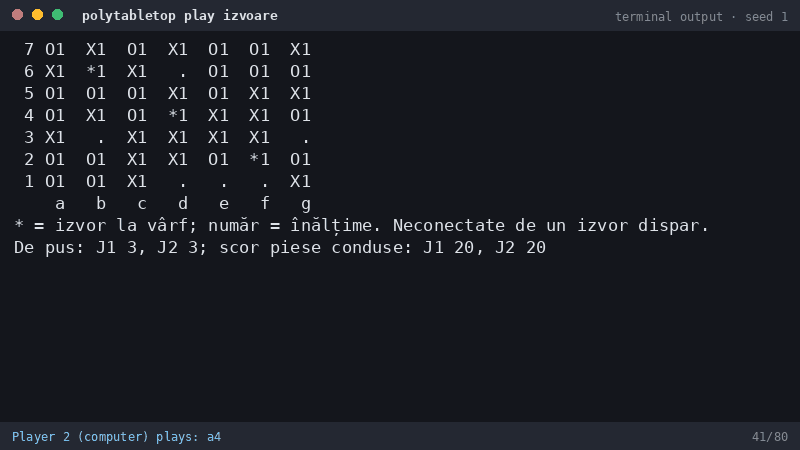 polytabletop play izvoare
terminal output · seed 1
7 O1 X1 O1 X1 O1 O1 X1
6 X1 *1 X1 . O1 O1 O1
5 O1 O1 O1 X1 O1 X1 X1
4 O1 X1 O1 *1 X1 X1 O1
3 X1 . X1 X1 X1 X1 .
2 O1 O1 X1 X1 O1 *1 O1
1 O1 O1 X1 . . . X1
a b c d e f g
* = izvor la vârf; număr = înălțime. Neconectate de un izvor dispar.
De pus: J1 3, J2 3; scor piese conduse: J1 20, J2 20
Player 2 (computer) plays: a4
41/80